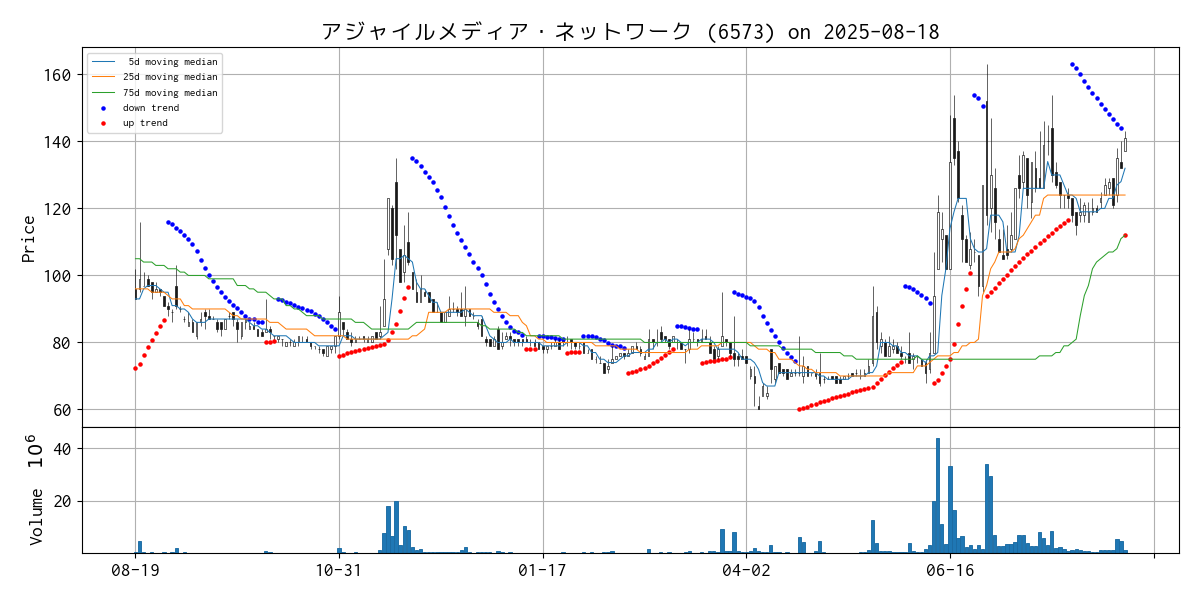 アジャイルメディア・ネットワーク (6573) on 2025-08-18
5d moving median
25d moving median
75d moving median
down trend
up trend
Price
160
140
120
100
80
60
Volume 10^6
40
20
08-19
10-31
01-17
04-02
06-16